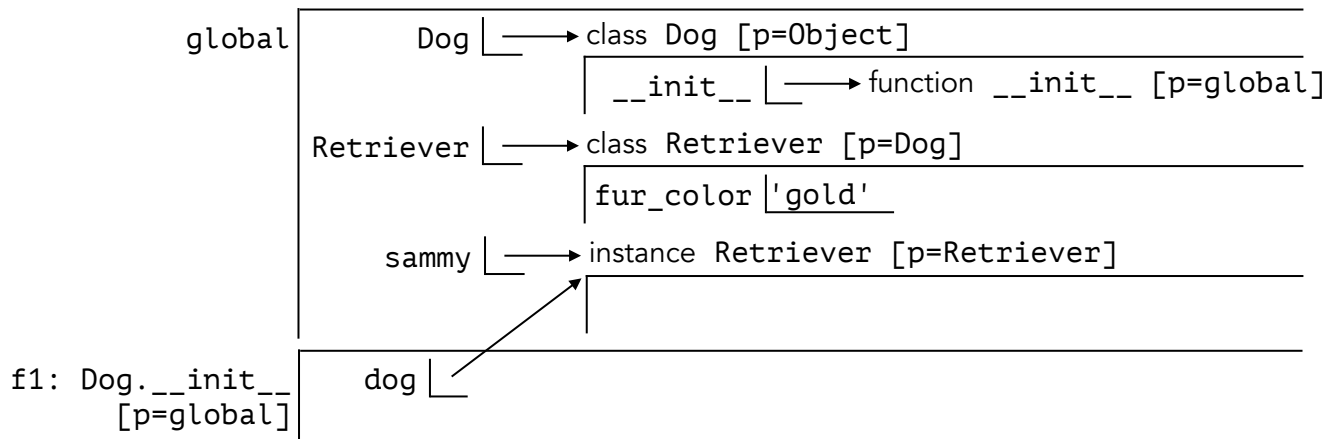 global Dog class Dog [p=Object]
__init__ function __init__ [p=global]
Retriever class Retriever [p=Dog]
fur_color 'gold'
sammy instance Retriever [p=Retriever]
f1: Dog.__init__ dog
[p=global]